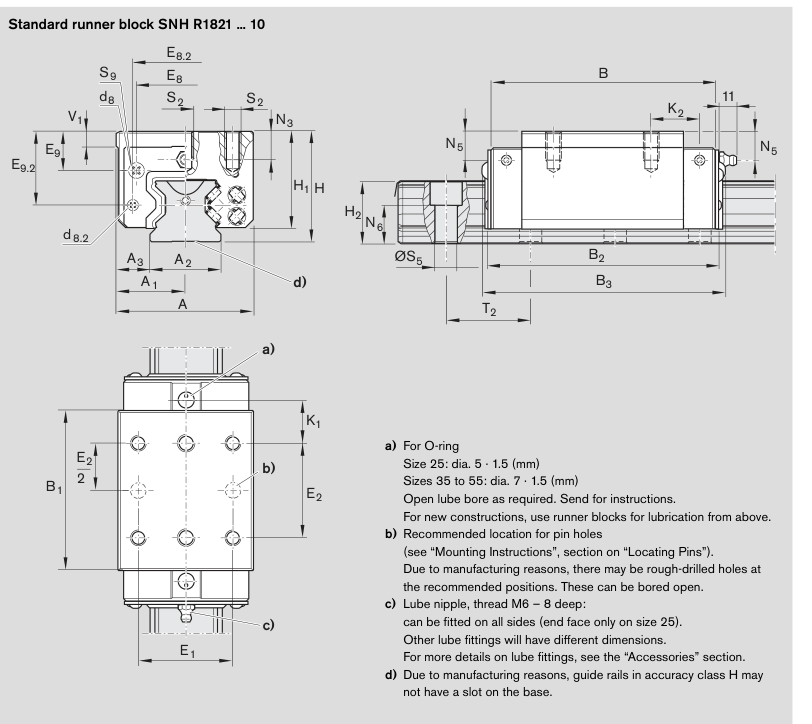 Standard runner block SNH R1821 ... 10
E8.2
S9
E8
d8
S2
S2
V1
N3
E9
E9.2
H1
H
d8.2
A3
A2
A1
d)
A
B
11
K2
N5
N5
H2
N6
ØS5
B2
B3
T2
a)
K1
E2
2
b)
B1
E2
c)
E1
a) For O-ring
Size 25: dia. 5 · 1.5 (mm)
Sizes 35 to 55: dia. 7 · 1.5 (mm)
Open lube bore as required. Send for instructions.
For new constructions, use runner blocks for lubrication from above.
b) Recommended location for pin holes
(see “Mounting Instructions”, section on “Locating Pins”).
Due to manufacturing reasons, there may be rough-drilled holes at
the recommended positions. These can be bored open.
c) Lube nipple, thread M6 – 8 deep:
can be fitted on all sides (end face only on size 25).
Other lube fittings will have different dimensions.
For more details on lube fittings, see the “Accessories” section.
d) Due to manufacturing reasons, guide rails in accuracy class H may
not have a slot on the base.